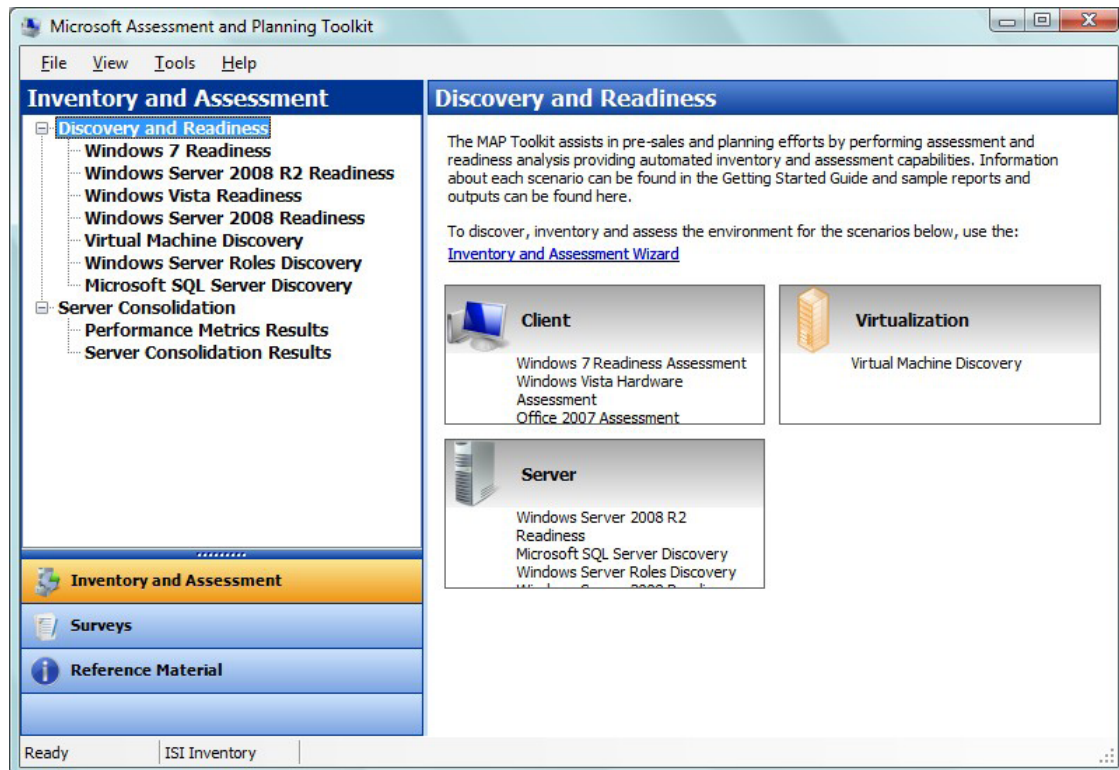 Microsoft Assessment and Planning Toolkit
File View Tools Help
Inventory and Assessment
Discovery and Readiness
Windows 7 Readiness
Windows Server 2008 R2 Readiness
Windows Vista Readiness
Windows Server 2008 Readiness
Virtual Machine Discovery
Windows Server Roles Discovery
Microsoft SQL Server Discovery
Server Consolidation
Performance Metrics Results
Server Consolidation Results
Inventory and Assessment
Surveys
Reference Material
Discovery and Readiness
The MAP Toolkit assists in pre-sales and planning efforts by performing assessment and
readiness analysis providing automated inventory and assessment capabilities. Information
about each scenario can be found in the Getting Started Guide and sample reports and
outputs can be found here.
To discover, inventory and assess the environment for the scenarios below, use the:
Inventory and Assessment Wizard
Client
Windows 7 Readiness Assessment
Windows Vista Hardware
Assessment
Office 2007 Assessment
Virtualization
Virtual Machine Discovery
Server
Windows Server 2008 R2
Readiness
Microsoft SQL Server Discovery
Windows Server Roles Discovery
Ready
ISI Inventory